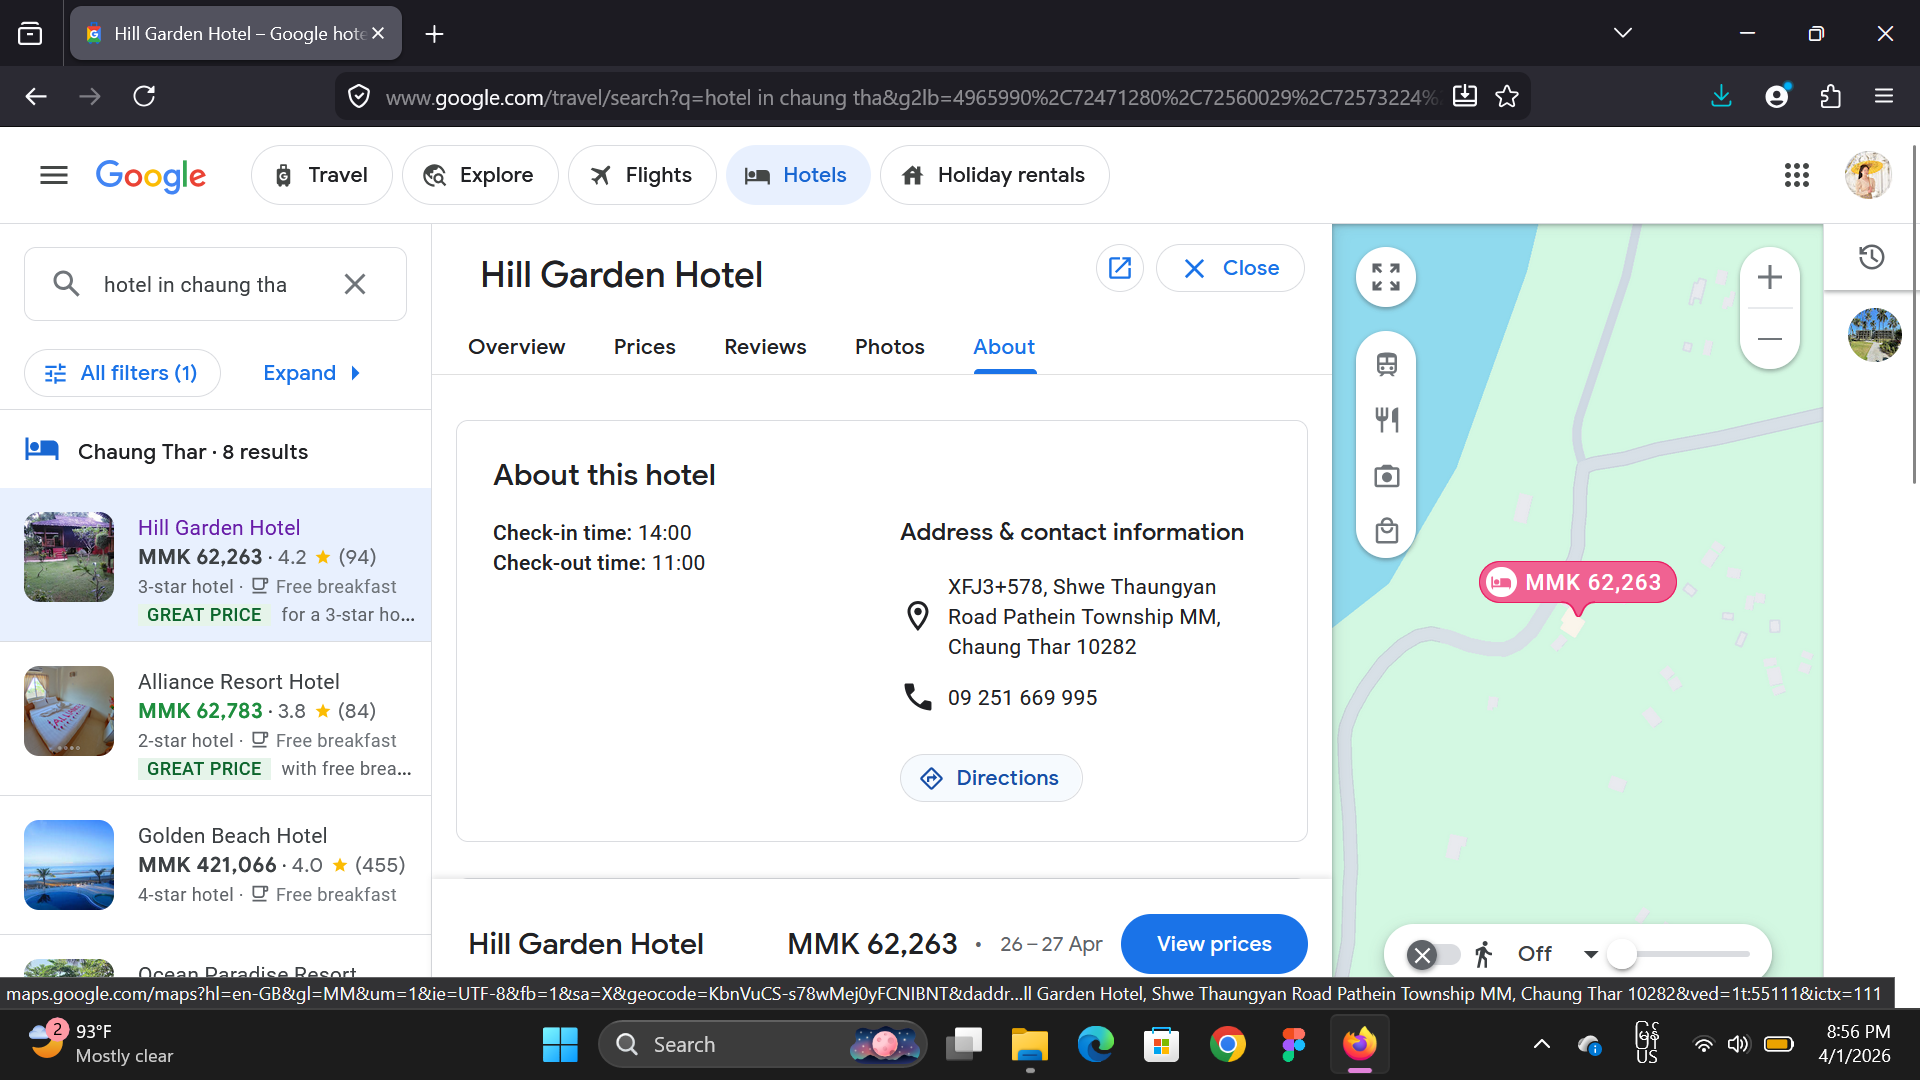 Hill Garden Hotel – Google hote
www.google.com/travel/search?q=hotel in chaung tha&g2lb=4965990%2C72471280%2C72560029%2C72573224%
Google
Travel
Explore
Flights
Hotels
Holiday rentals
hotel in chaung tha
All filters (1)
Expand
Chaung Thar · 8 results
Hill Garden Hotel
MMK 62,263 · 4.2 ★ (94)
3-star hotel · Free breakfast
GREAT PRICE for a 3-star ho...
Alliance Resort Hotel
MMK 62,783 · 3.8 ★ (84)
2-star hotel · Free breakfast
GREAT PRICE with free brea...
Golden Beach Hotel
MMK 421,066 · 4.0 ★ (455)
4-star hotel · Free breakfast
Ocean Paradise Resort
Hill Garden Hotel
Close
Overview
Prices
Reviews
Photos
About
About this hotel
Check-in time: 14:00
Check-out time: 11:00
Address & contact information
XFJ3+578, Shwe Thaungyan
Road Pathein Township MM,
Chaung Thar 10282
09 251 669 995
Directions
Hill Garden Hotel
MMK 62,263 • 26 – 27 Apr
View prices
MMK 62,263
Off
maps.google.com/maps?hl=en-GB&gl=MM&um=1&ie=UTF-8&fb=1&sa=X&geocode=KbnVuCS-s78wMej0yFCNIBNT&daddr...ll Garden Hotel, Shwe Thaungyan Road Pathein Township MM, Chaung Thar 10282&ved=1t:55111&ictx=111
2
93°F
Mostly clear
Search
မြန်
US
8:56 PM
4/1/2026